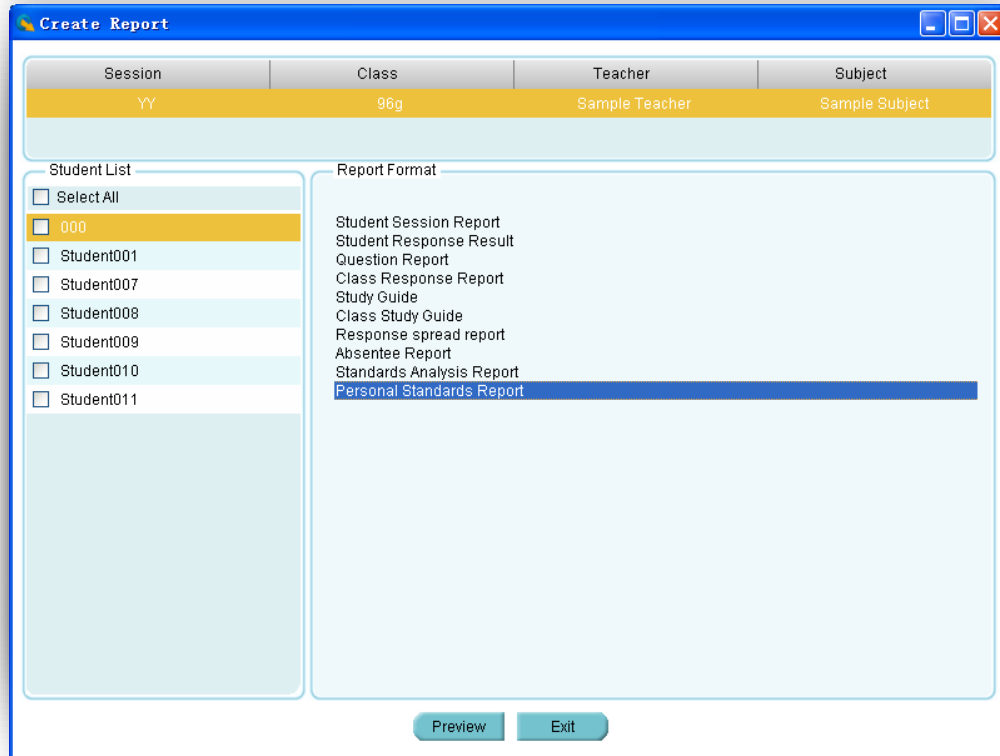 Create Report
Session Class Teacher Subject
YY 96g Sample Teacher Sample Subject
Student List
Select All
000
Student001
Student007
Student008
Student009
Student010
Student011
Report Format
Student Session Report
Student Response Result
Question Report
Class Response Report
Study Guide
Class Study Guide
Response spread report
Absentee Report
Standards Analysis Report
Personal Standards Report
Preview Exit